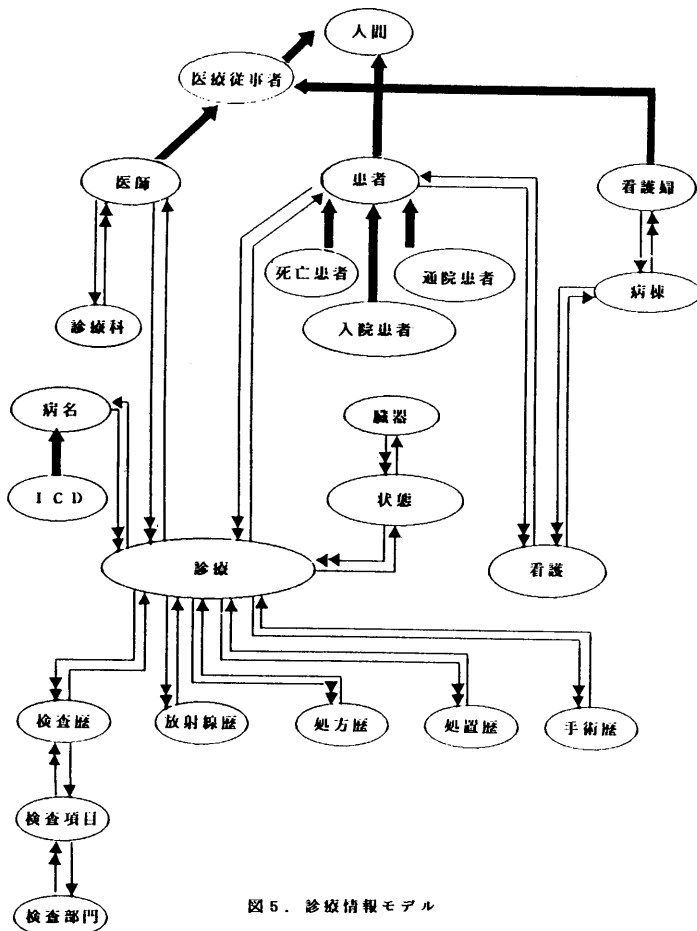 人間
医療従事者
医師
患者
看護婦
死亡患者
通院患者
診療科
入院患者
病棟
病名
臓器
ICD
状態
診療
看護
検査歴
放射線歴
処方歴
処置歴
手術歴
検査項目
検査部門
図5. 診療情報モデル